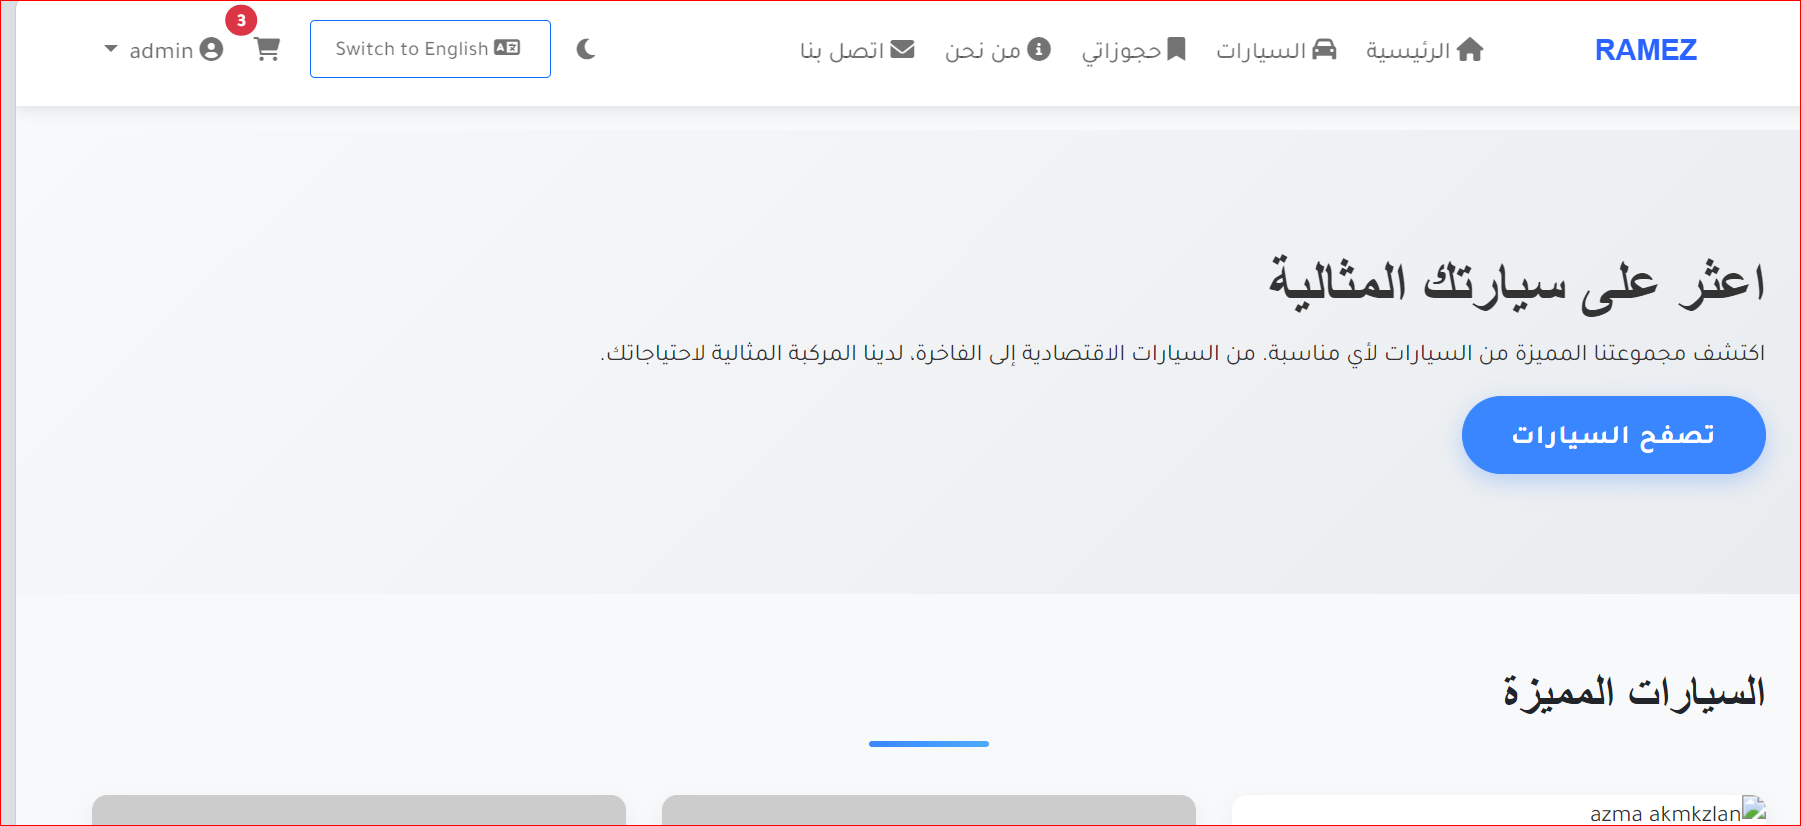 RAMEZ
الرئيسية
السيارات
حجوزاتي
من نحن
اتصل بنا
Switch to English
3
admin
اعثر على سيارتك المثالية
اكتشف مجموعتنا المميزة من السيارات لأي مناسبة. من السيارات الاقتصادية إلى الفاخرة، لدينا المركبة المثالية لاحتياجاتك.
تصفح السيارات
السيارات المميزة
azma akmkzlan